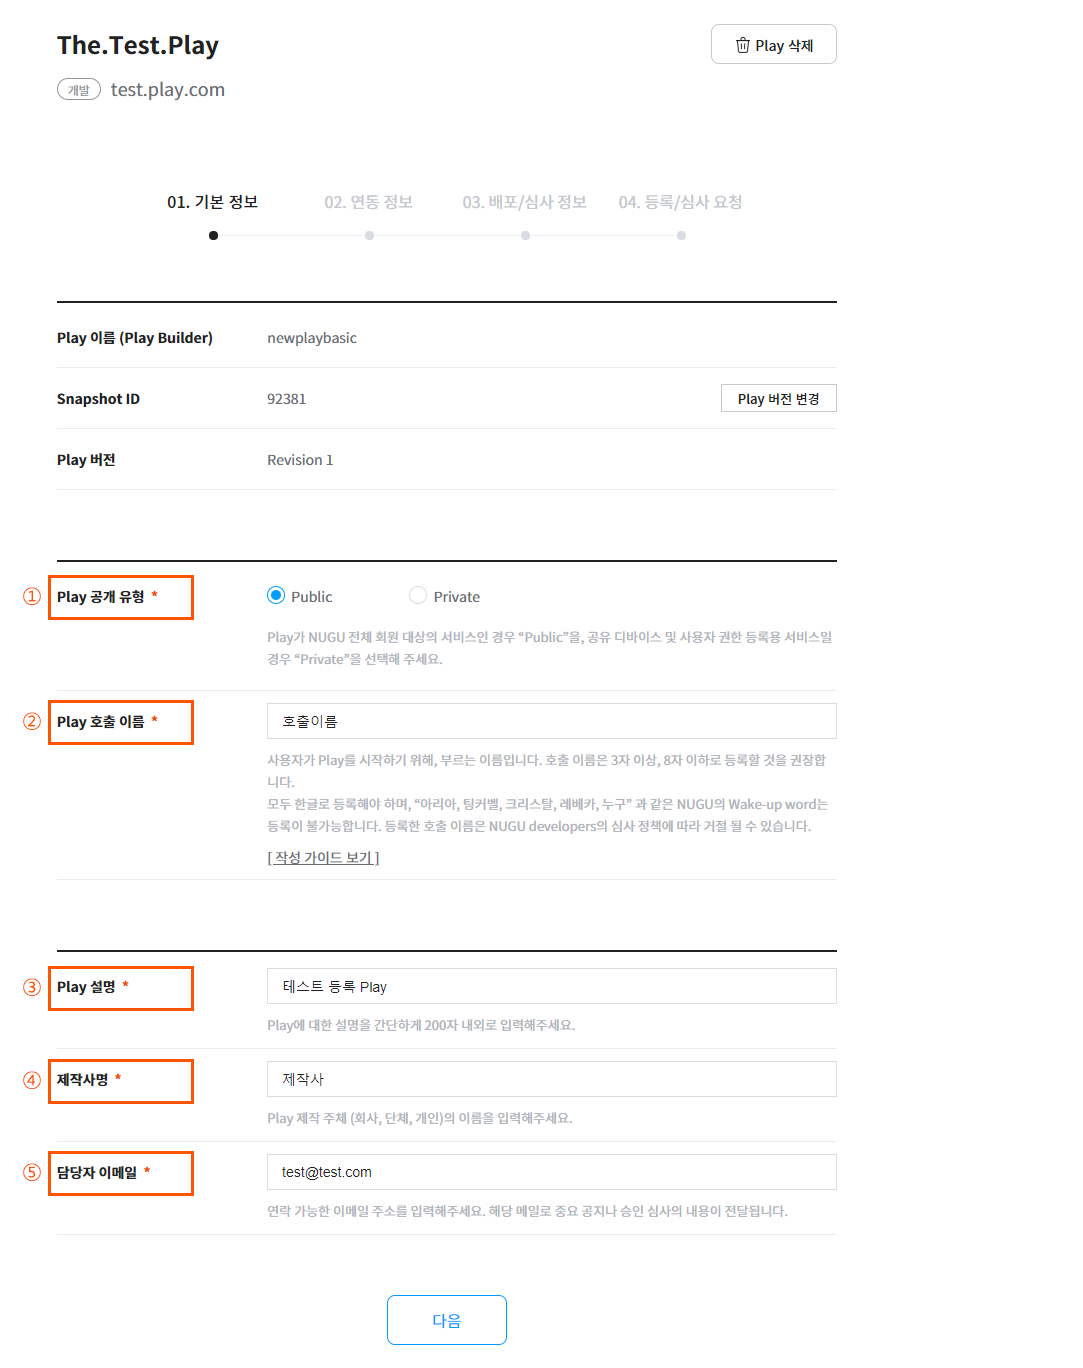 The.Test.Play
Play 삭제
개발 test.play.com
01. 기본 정보 02. 연동 정보 03. 배포/심사 정보 04. 등록/심사 요청
Play 이름 (Play Builder) newplaybasic
Snapshot ID 92381 Play 버전 변경
Play 버전 Revision 1
① Play 공개 유형 * Public Private
Play가 NUGU 전체 회원 대상의 서비스인 경우 “Public”을, 공유 디바이스 및 사용자 권한 등록용 서비스일
경우 “Private”을 선택해 주세요.
② Play 호출 이름 * 호출이름
사용자가 Play를 시작하기 위해, 부르는 이름입니다. 호출 이름은 3자 이상, 8자 이하로 등록할 것을 권장합
니다.
모두 한글로 등록해야 하며, “아리아, 팅커벨, 크리스탈, 레베카, 누구” 과 같은 NUGU의 Wake-up word는
등록이 불가능합니다. 등록한 호출 이름은 NUGU developers의 심사 정책에 따라 거절 될 수 있습니다.
[ 작성 가이드 보기 ]
③ Play 설명 * 테스트 등록 Play
Play에 대한 설명을 간단하게 200자 내외로 입력해주세요.
④ 제작사명 * 제작사
Play 제작 주체 (회사, 단체, 개인)의 이름을 입력해주세요.
⑤ 담당자 이메일 * test@test.com
연락 가능한 이메일 주소를 입력해주세요. 해당 메일로 중요 공지나 승인 심사의 내용이 전달됩니다.
다음